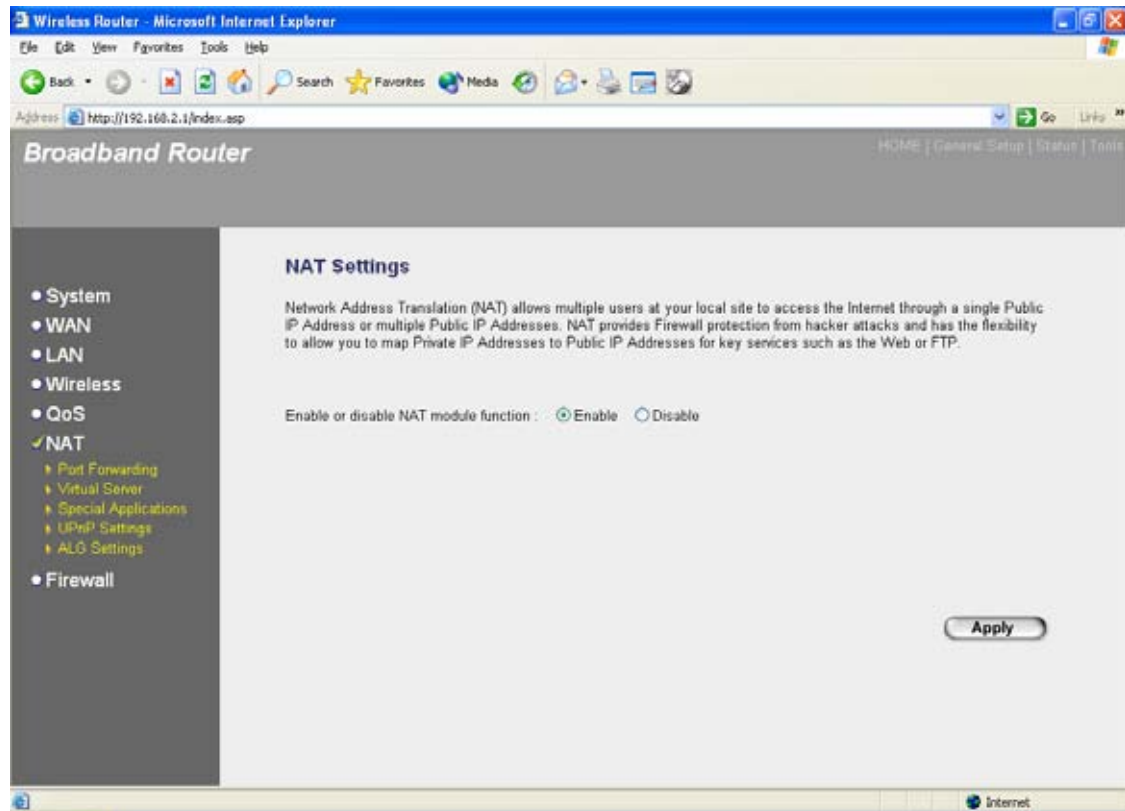 Wireless Router - Microsoft Internet Explorer
File Edit View Favorites Tools Help
Back Search Favorites Media
Address http://192.168.2.1/index.asp Go Links
Broadband Router
HOME | General Setup | Status | Tools
NAT Settings
Network Address Translation (NAT) allows multiple users at your local site to access the Internet through a single Public
IP Address or multiple Public IP Addresses. NAT provides Firewall protection from hacker attacks and has the flexibility
to allow you to map Private IP Addresses to Public IP Addresses for key services such as the Web or FTP.
Enable or disable NAT module function : Enable Disable
System
WAN
LAN
Wireless
QoS
NAT
Port Forwarding
Virtual Server
Special Applications
UPnP Settings
ALG Settings
Firewall
Apply
Internet